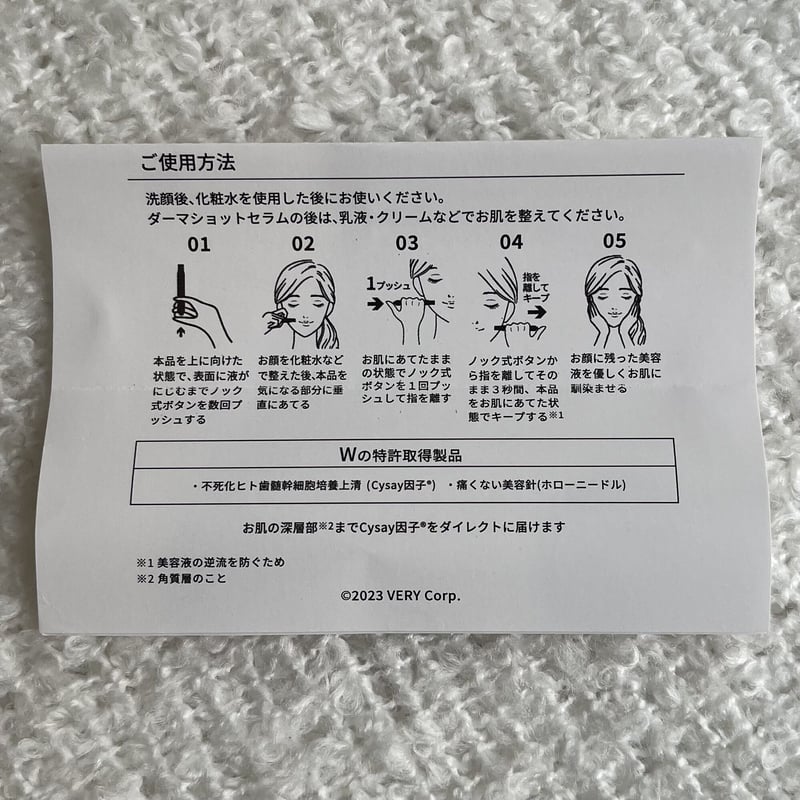 ご使用方法
洗顔後、化粧水を使用した後にお使いください。
ダーマショットセラムの後は、乳液・クリームなどでお肌を整えてください。
01
本品を上に向けた
状態で、表面に液が
にじむまでノック
式ボタンを数回プ
ッシュする
02
お顔を化粧水など
で整えた後、本品を
気になる部分に垂
直にあてる
03
1プッシュ
お肌にあてたまま
の状態でノック式
ボタンを1回プッ
シュして指を離す
04
指を
離して
キープ
ノック式ボタンか
ら指を離してその
まま3秒間、本品
をお肌にあてた状
態でキープする※1
05
お顔に残った美容
液を優しくお肌に
馴染ませる
Wの特許取得製品
・不死化ヒト歯髄幹細胞培養上清 (Cysay因子®) ・痛くない美容針(ホローニードル)
お肌の深層部※2までCysay因子®をダイレクトに届けます
※1 美容液の逆流を防ぐため
※2 角質層のこと
©2023 VERY Corp.